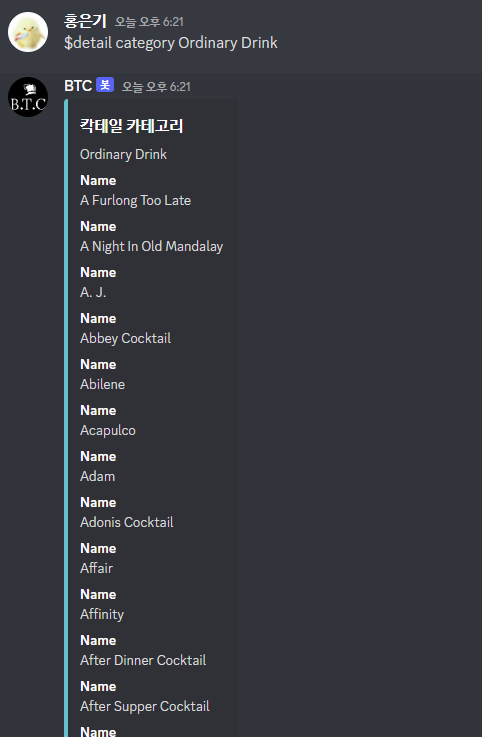 홍은기 오늘 오후 6:21
$detail category Ordinary Drink
B.T.C
BTC 봇 오늘 오후 6:21
칵테일 카테고리
Ordinary Drink
Name
A Furlong Too Late
Name
A Night In Old Mandalay
Name
A. J.
Name
Abbey Cocktail
Name
Abilene
Name
Acapulco
Name
Adam
Name
Adonis Cocktail
Name
Affair
Name
Affinity
Name
After Dinner Cocktail
Name
After Supper Cocktail
Name